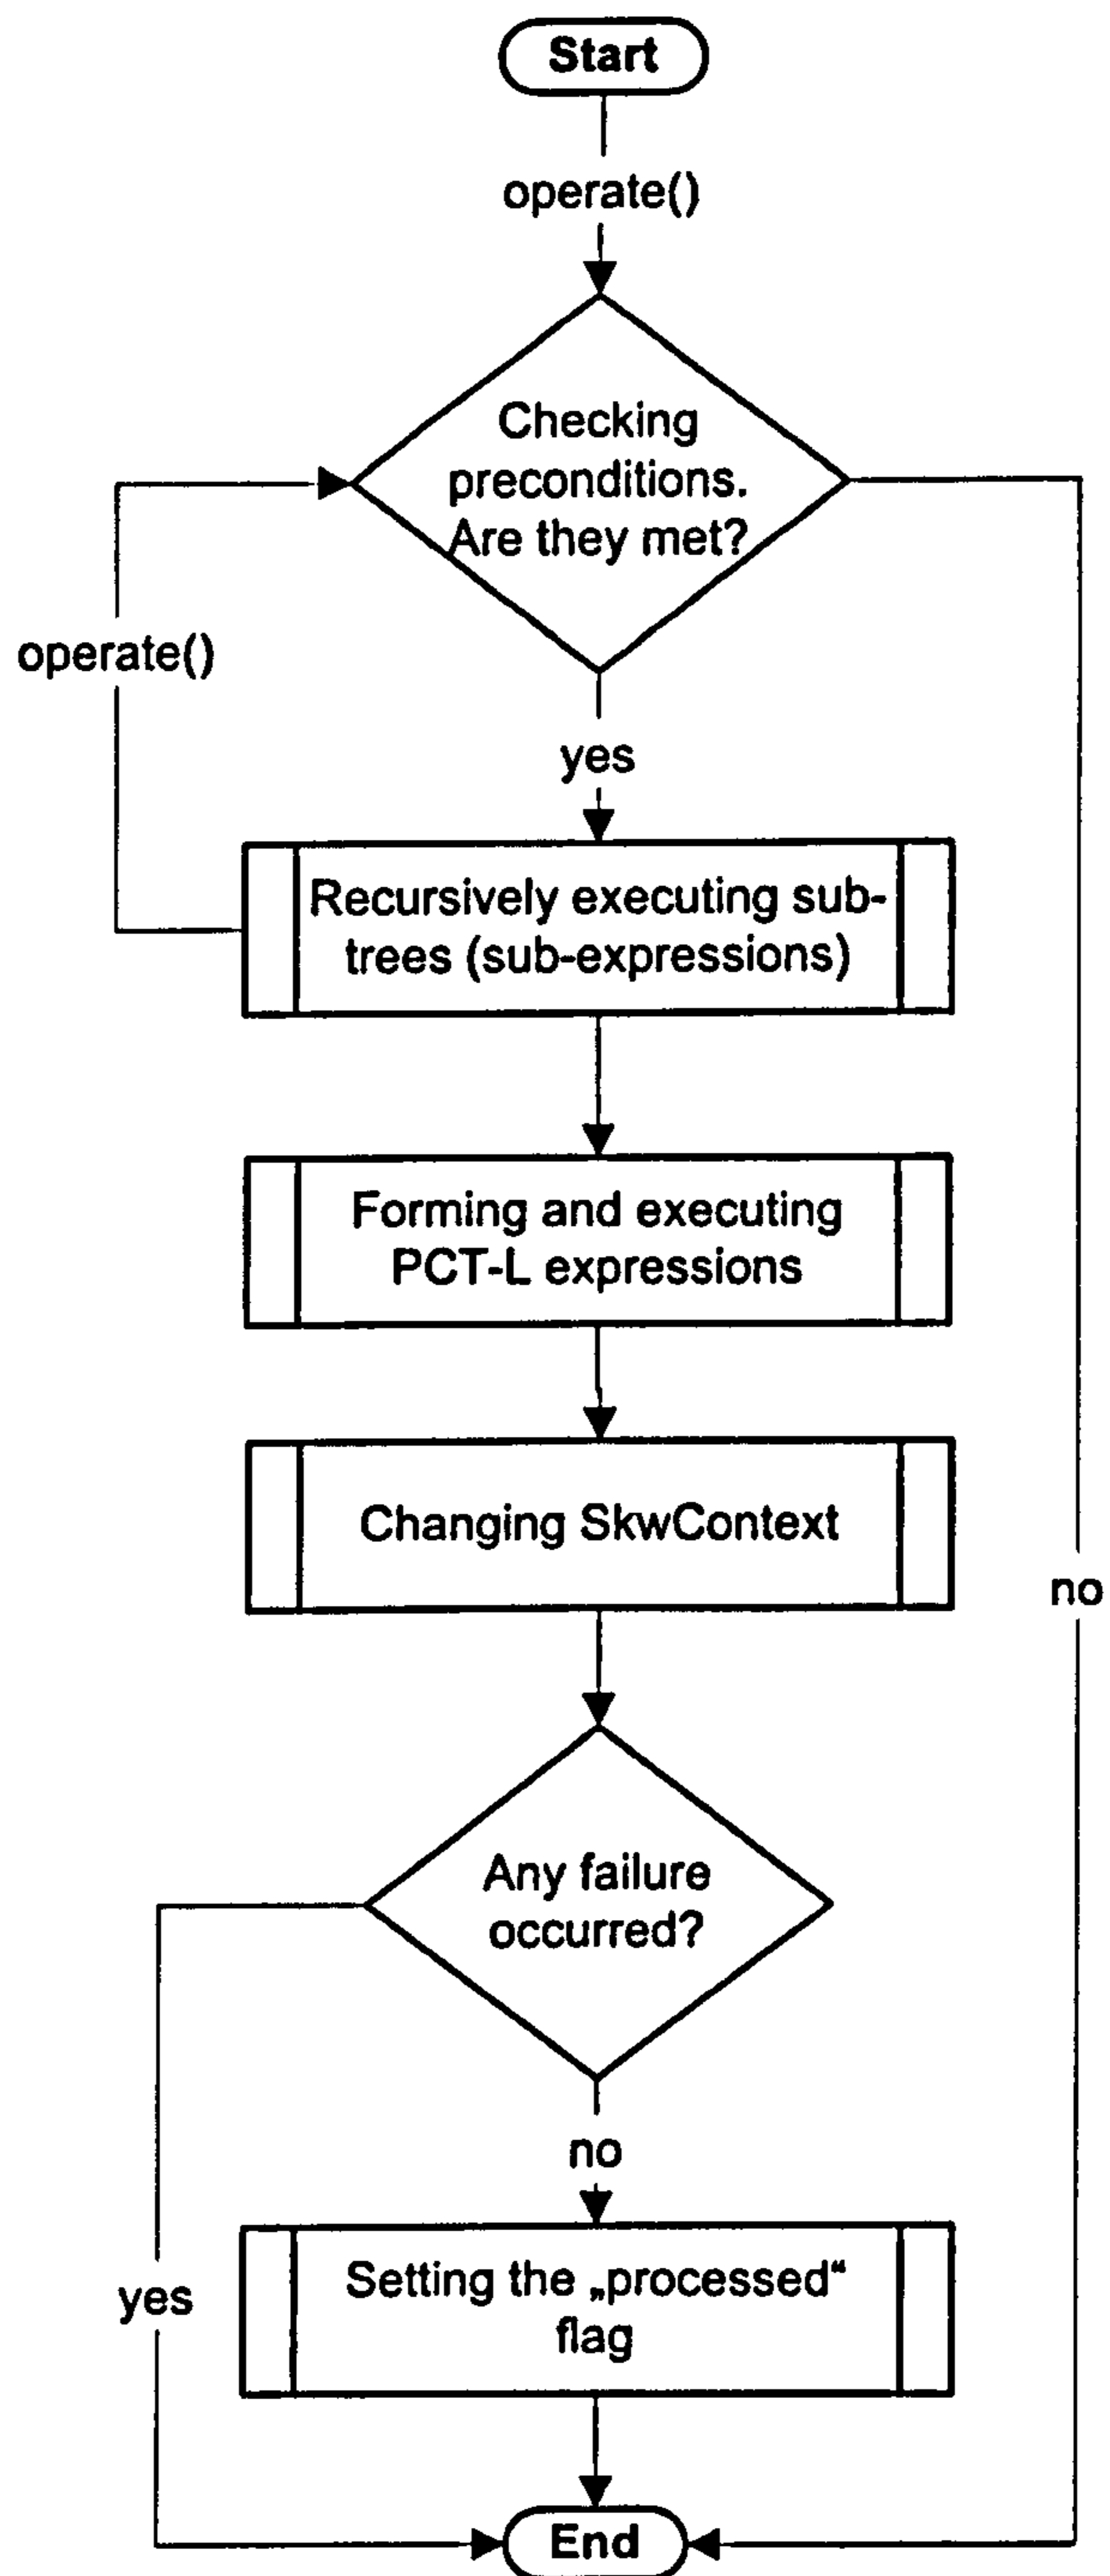 Start
operate()
Checking
preconditions.
Are they met?
operate()
yes
Recursively executing sub-
trees (sub-expressions)
Forming and executing
PCT-L expressions
Changing SkwContext
no
Any failure
occurred?
no
yes
Setting the „processed“
flag
End